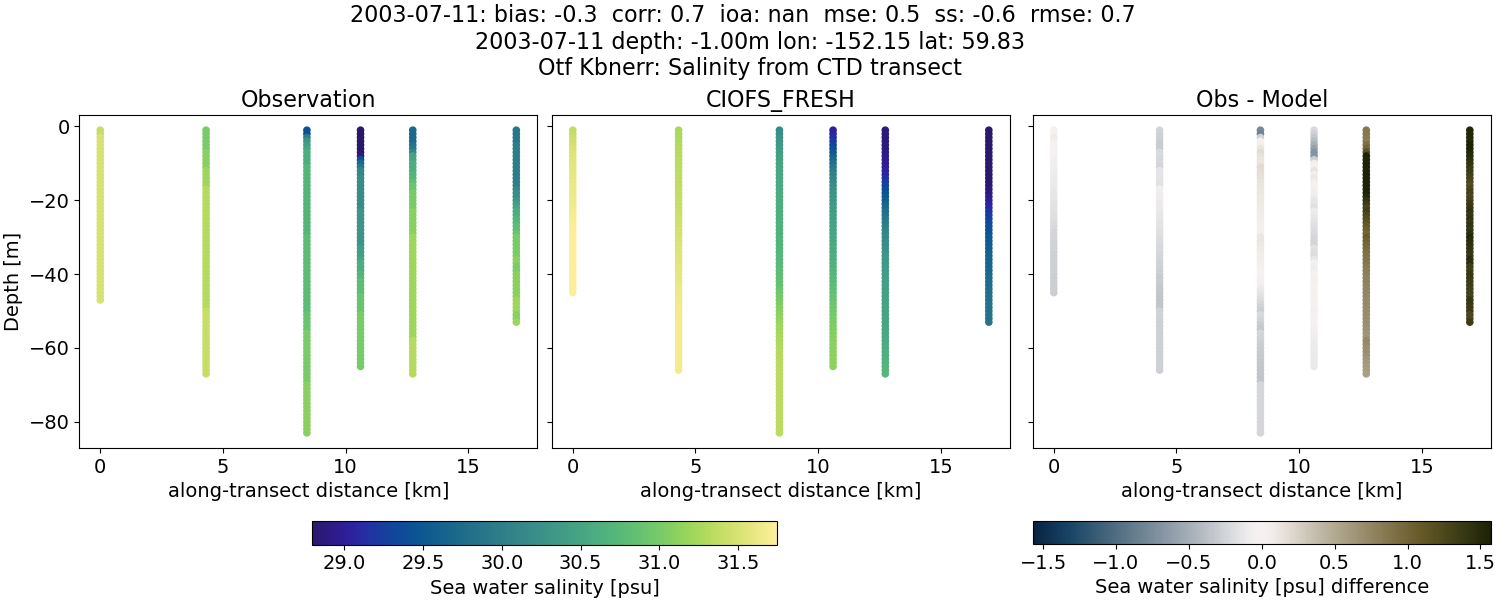 2003-07-11: bias: -0.3  corr: 0.7  ioa: nan  mse: 0.5  ss: -0.6  rmse: 0.7
2003-07-11 depth: -1.00m lon: -152.15 lat: 59.83
Otf Kbnerr: Salinity from CTD transect
Observation
CIOFS_FRESH
Obs - Model
Depth [m]
0
−20
−40
−60
−80
0 5 10 15
0 5 10 15
0 5 10 15
along-transect distance [km]
along-transect distance [km]
along-transect distance [km]
29.0 29.5 30.0 30.5 31.0 31.5
Sea water salinity [psu]
−1.5 −1.0 −0.5 0.0 0.5 1.0 1.5
Sea water salinity [psu] difference